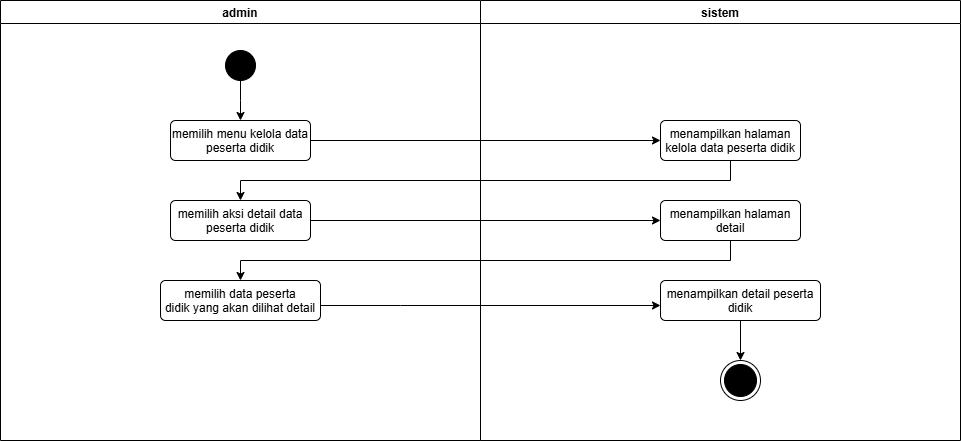 admin
sistem
memilih menu kelola data
peserta didik
menampilkan halaman
kelola data peserta didik
memilih aksi detail data
peserta didik
menampilkan halaman
detail
memilih data peserta
didik yang akan dilihat detail
menampilkan detail peserta
didik